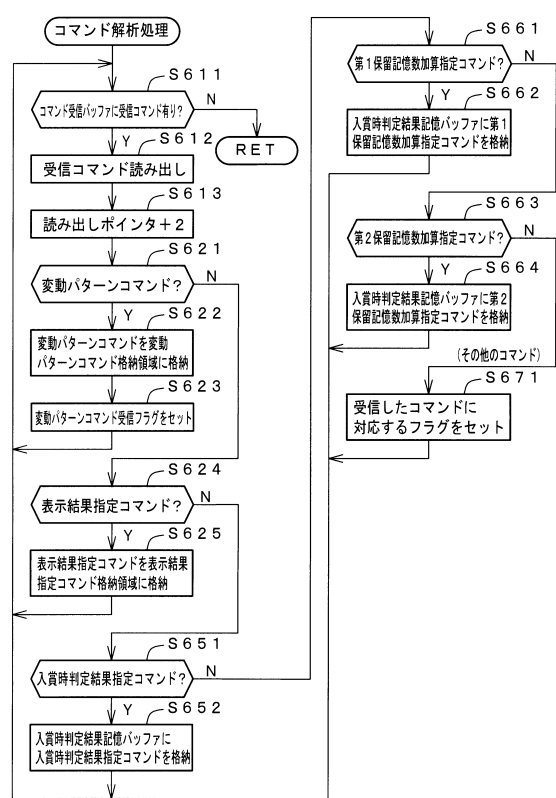 コマンド解析処理
S611
コマンド受信バッファに受信コマンド有り?
N
Y
RET
S612
受信コマンド読み出し
S613
読み出しポインタ+2
S621
変動パターンコマンド?
N
Y
S622
変動パターンコマンドを変動
パターンコマンド格納領域に格納
S623
変動パターンコマンド受信フラグをセット
S624
表示結果指定コマンド?
N
Y
S625
表示結果指定コマンドを表示結果
指定コマンド格納領域に格納
S651
入賞時判定結果指定コマンド?
N
Y
S652
入賞時判定結果記憶バッファに
入賞時判定結果指定コマンドを格納
S661
第1保留記憶数加算指定コマンド?
N
Y
S662
入賞時判定結果記憶バッファに第1
保留記憶数加算指定コマンドを格納
S663
第2保留記憶数加算指定コマンド?
N
Y
S664
入賞時判定結果記憶バッファに第2
保留記憶数加算指定コマンドを格納
(その他のコマンド)
S671
受信したコマンドに
対応するフラグをセット